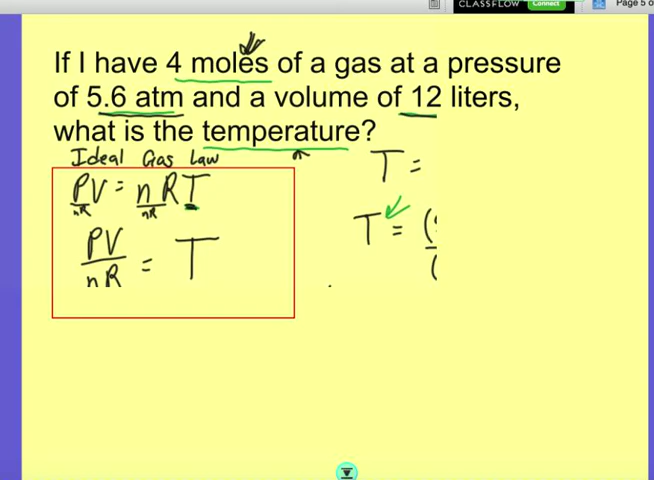 CLASSFLOW Connect Page 5 o
If I have 4 moles of a gas at a pressure
of 5.6 atm and a volume of 12 liters,
what is the temperature?
Ideal Gas Law
PV = nRT
nR nR
PV
nR = T
T =
T = (
(